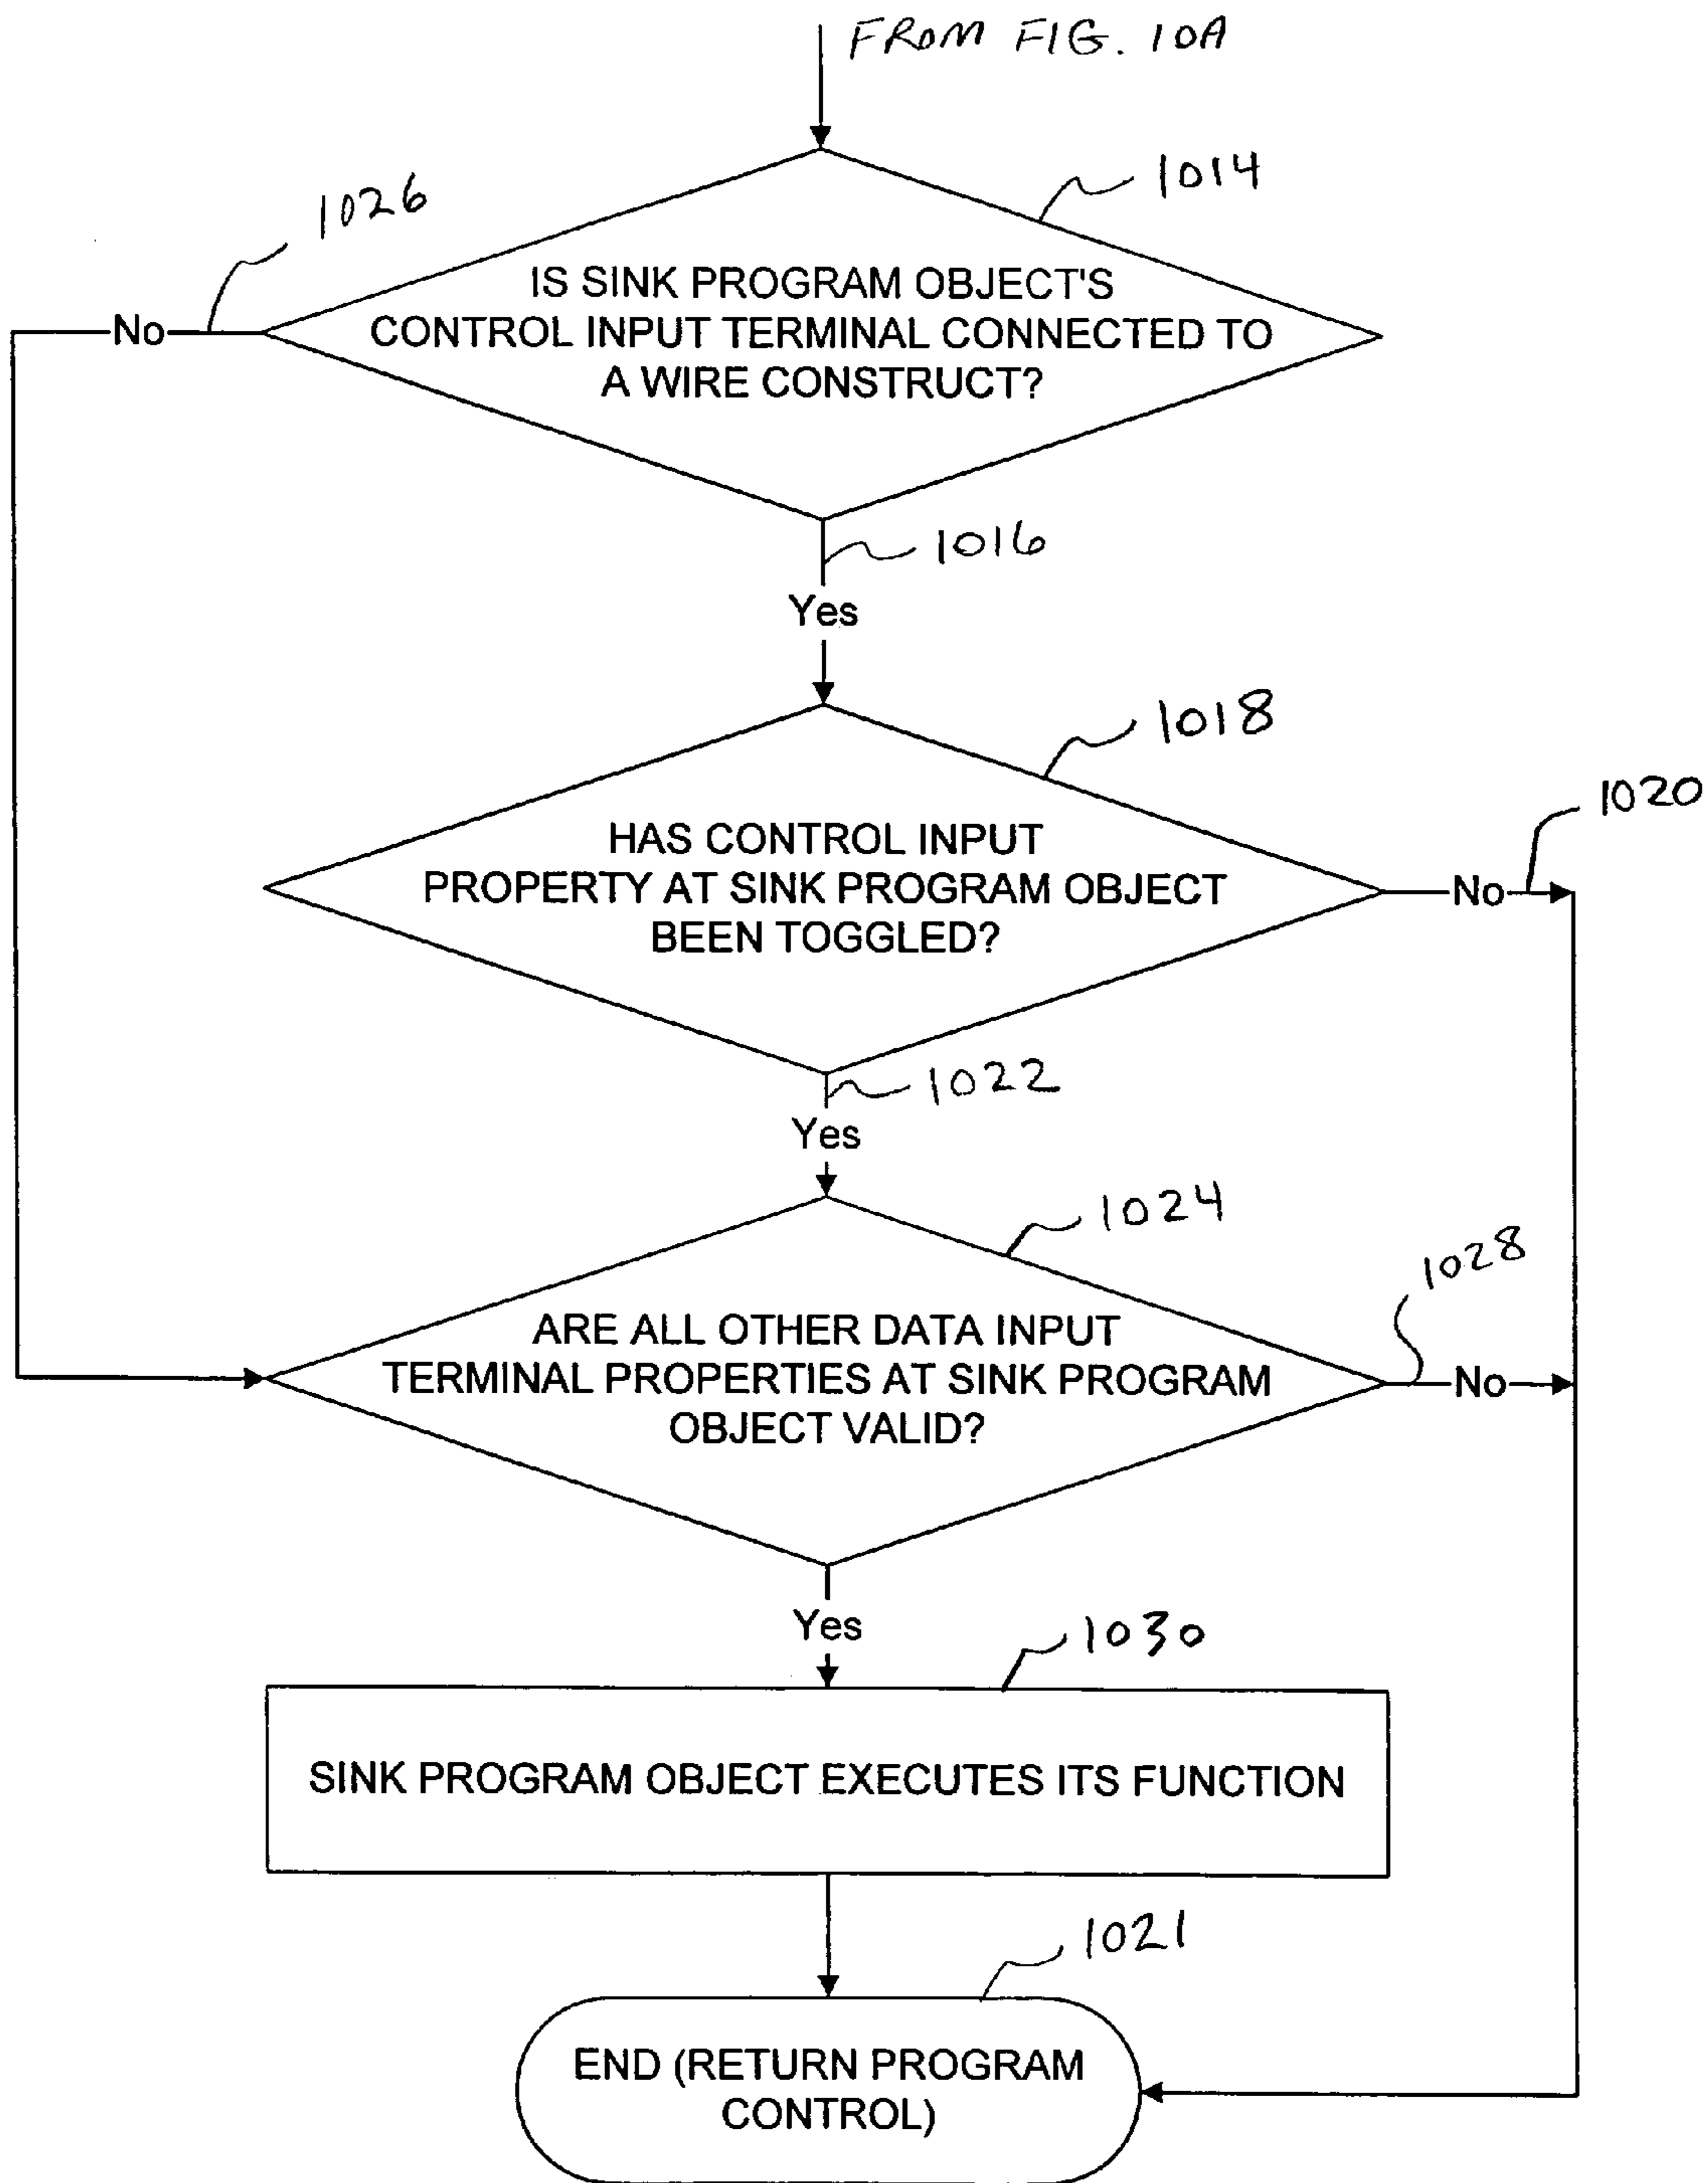 FROM FIG. 10A
1014
1026
IS SINK PROGRAM OBJECT'S
CONTROL INPUT TERMINAL CONNECTED TO
A WIRE CONSTRUCT?
No
1016
Yes
1018
1020
HAS CONTROL INPUT
PROPERTY AT SINK PROGRAM OBJECT
BEEN TOGGLED?
No
1022
Yes
1024
1028
ARE ALL OTHER DATA INPUT
TERMINAL PROPERTIES AT SINK PROGRAM
OBJECT VALID?
No
Yes
1030
SINK PROGRAM OBJECT EXECUTES ITS FUNCTION
1021
END (RETURN PROGRAM
CONTROL)